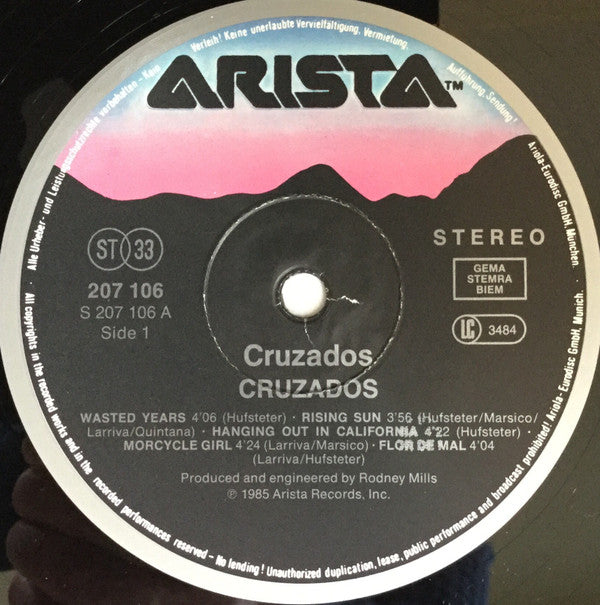 Alle Urheber- und Leistungsschutzrechte vorbehalten - Kein Verleih! Keine unerlaubte Vervielfältigung, Vermietung, Aufführung, Sendung!
ARISTA™
Ariola-Eurodisc GmbH, München.
ST 33
STEREO
207 106
S 207 106 A
Side 1
GEMA
STEMRA
BIEM
LC 3484
Cruzados
CRUZADOS
WASTED YEARS 4'06 (Hufsteter) · RISING SUN 3'56 (Hufsteter/Marsico/
Larriva/Quintana) · HANGING OUT IN CALIFORNIA 4'22 (Hufsteter) ·
MORCYCLE GIRL 4'24 (Larriva/Marsico) · FLOR DE MAL 4'04
(Larriva/Hufsteter)
Produced and engineered by Rodney Mills
℗ 1985 Arista Records, Inc.
All copyrights in the recorded works and in the recorded performances reserved - No lending! Unauthorized duplication, lease, public performance and broadcast prohibited! Ariola-Eurodisc GmbH, Munich.